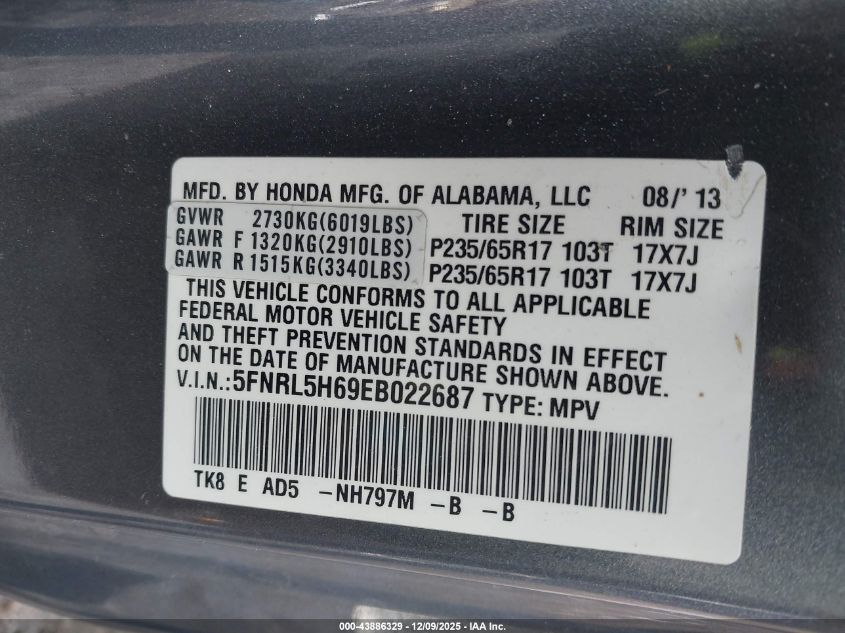 MFD. BY HONDA MFG. OF ALABAMA, LLC 08/' 13
GVWR 2730KG(6019LBS) TIRE SIZE RIM SIZE
GAWR F 1320KG(2910LBS) P235/65R17 103T 17X7J
GAWR R 1515KG(3340LBS) P235/65R17 103T 17X7J
THIS VEHICLE CONFORMS TO ALL APPLICABLE
FEDERAL MOTOR VEHICLE SAFETY
AND THEFT PREVENTION STANDARDS IN EFFECT
ON THE DATE OF MANUFACTURE SHOWN ABOVE.
V.I.N.:5FNRL5H69EB022687 TYPE: MPV
TK8 E AD5 -NH797M -B -B
000-43886329 - 12/09/2025 - IAA Inc.